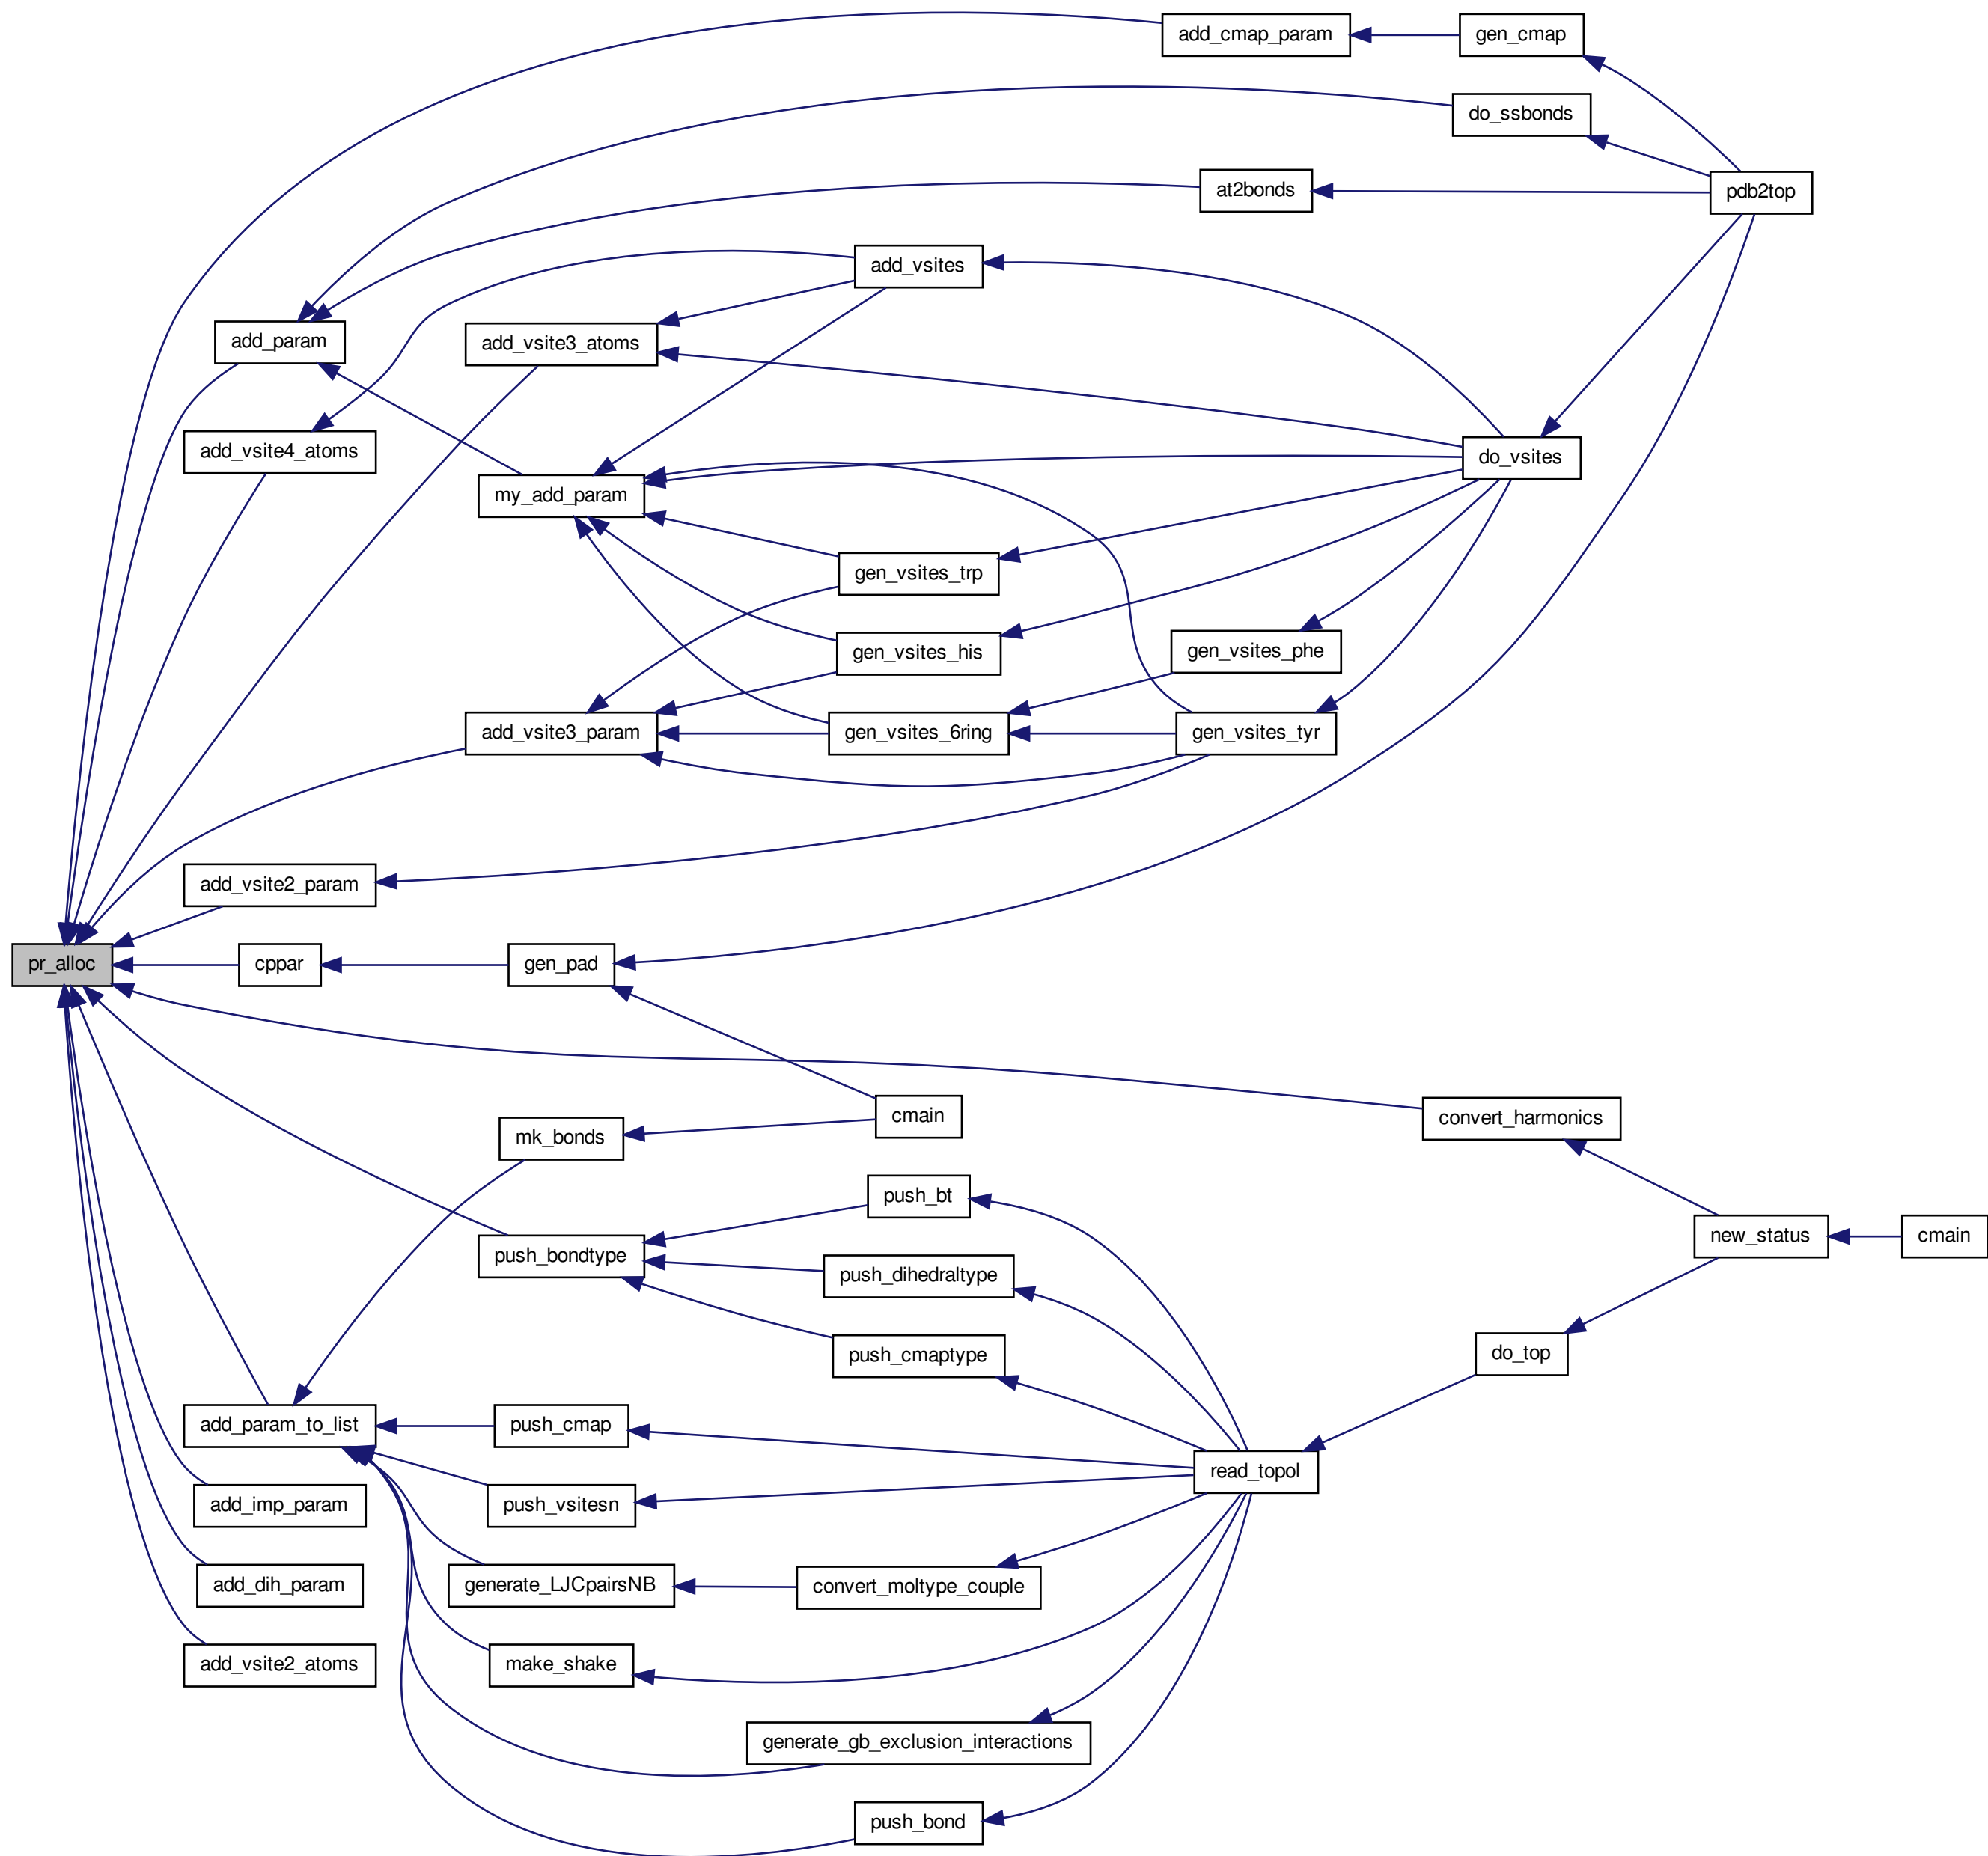 add_cmap_param
gen_cmap
do_ssbonds
at2bonds
pdb2top
add_vsites
add_param
add_vsite3_atoms
add_vsite4_atoms
do_vsites
my_add_param
gen_vsites_trp
gen_vsites_his
gen_vsites_phe
add_vsite3_param
gen_vsites_6ring
gen_vsites_tyr
add_vsite2_param
pr_alloc
cppar
gen_pad
cmain
convert_harmonics
mk_bonds
push_bt
new_status
cmain
push_bondtype
push_dihedraltype
push_cmaptype
do_top
add_param_to_list
push_cmap
read_topol
add_imp_param
push_vsitesn
add_dih_param
generate_LJCpairsNB
convert_moltype_couple
add_vsite2_atoms
make_shake
generate_gb_exclusion_interactions
push_bond